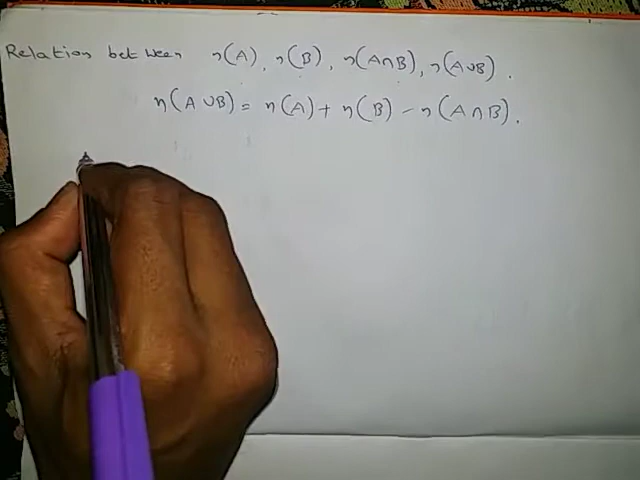 Relation between n(A), n(B), n(A∩B), n(A∪B).
n(A∪B) = n(A) + n(B) - n(A∩B).